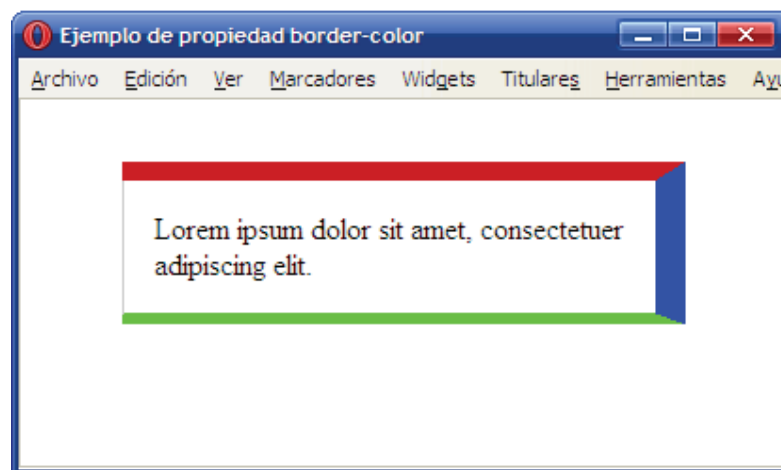 Ejemplo de propiedad border-color
Archivo Edición Ver Marcadores Widgets Titulares Herramientas
Lorem ipsum dolor sit amet, consectetuer
adipiscing elit.